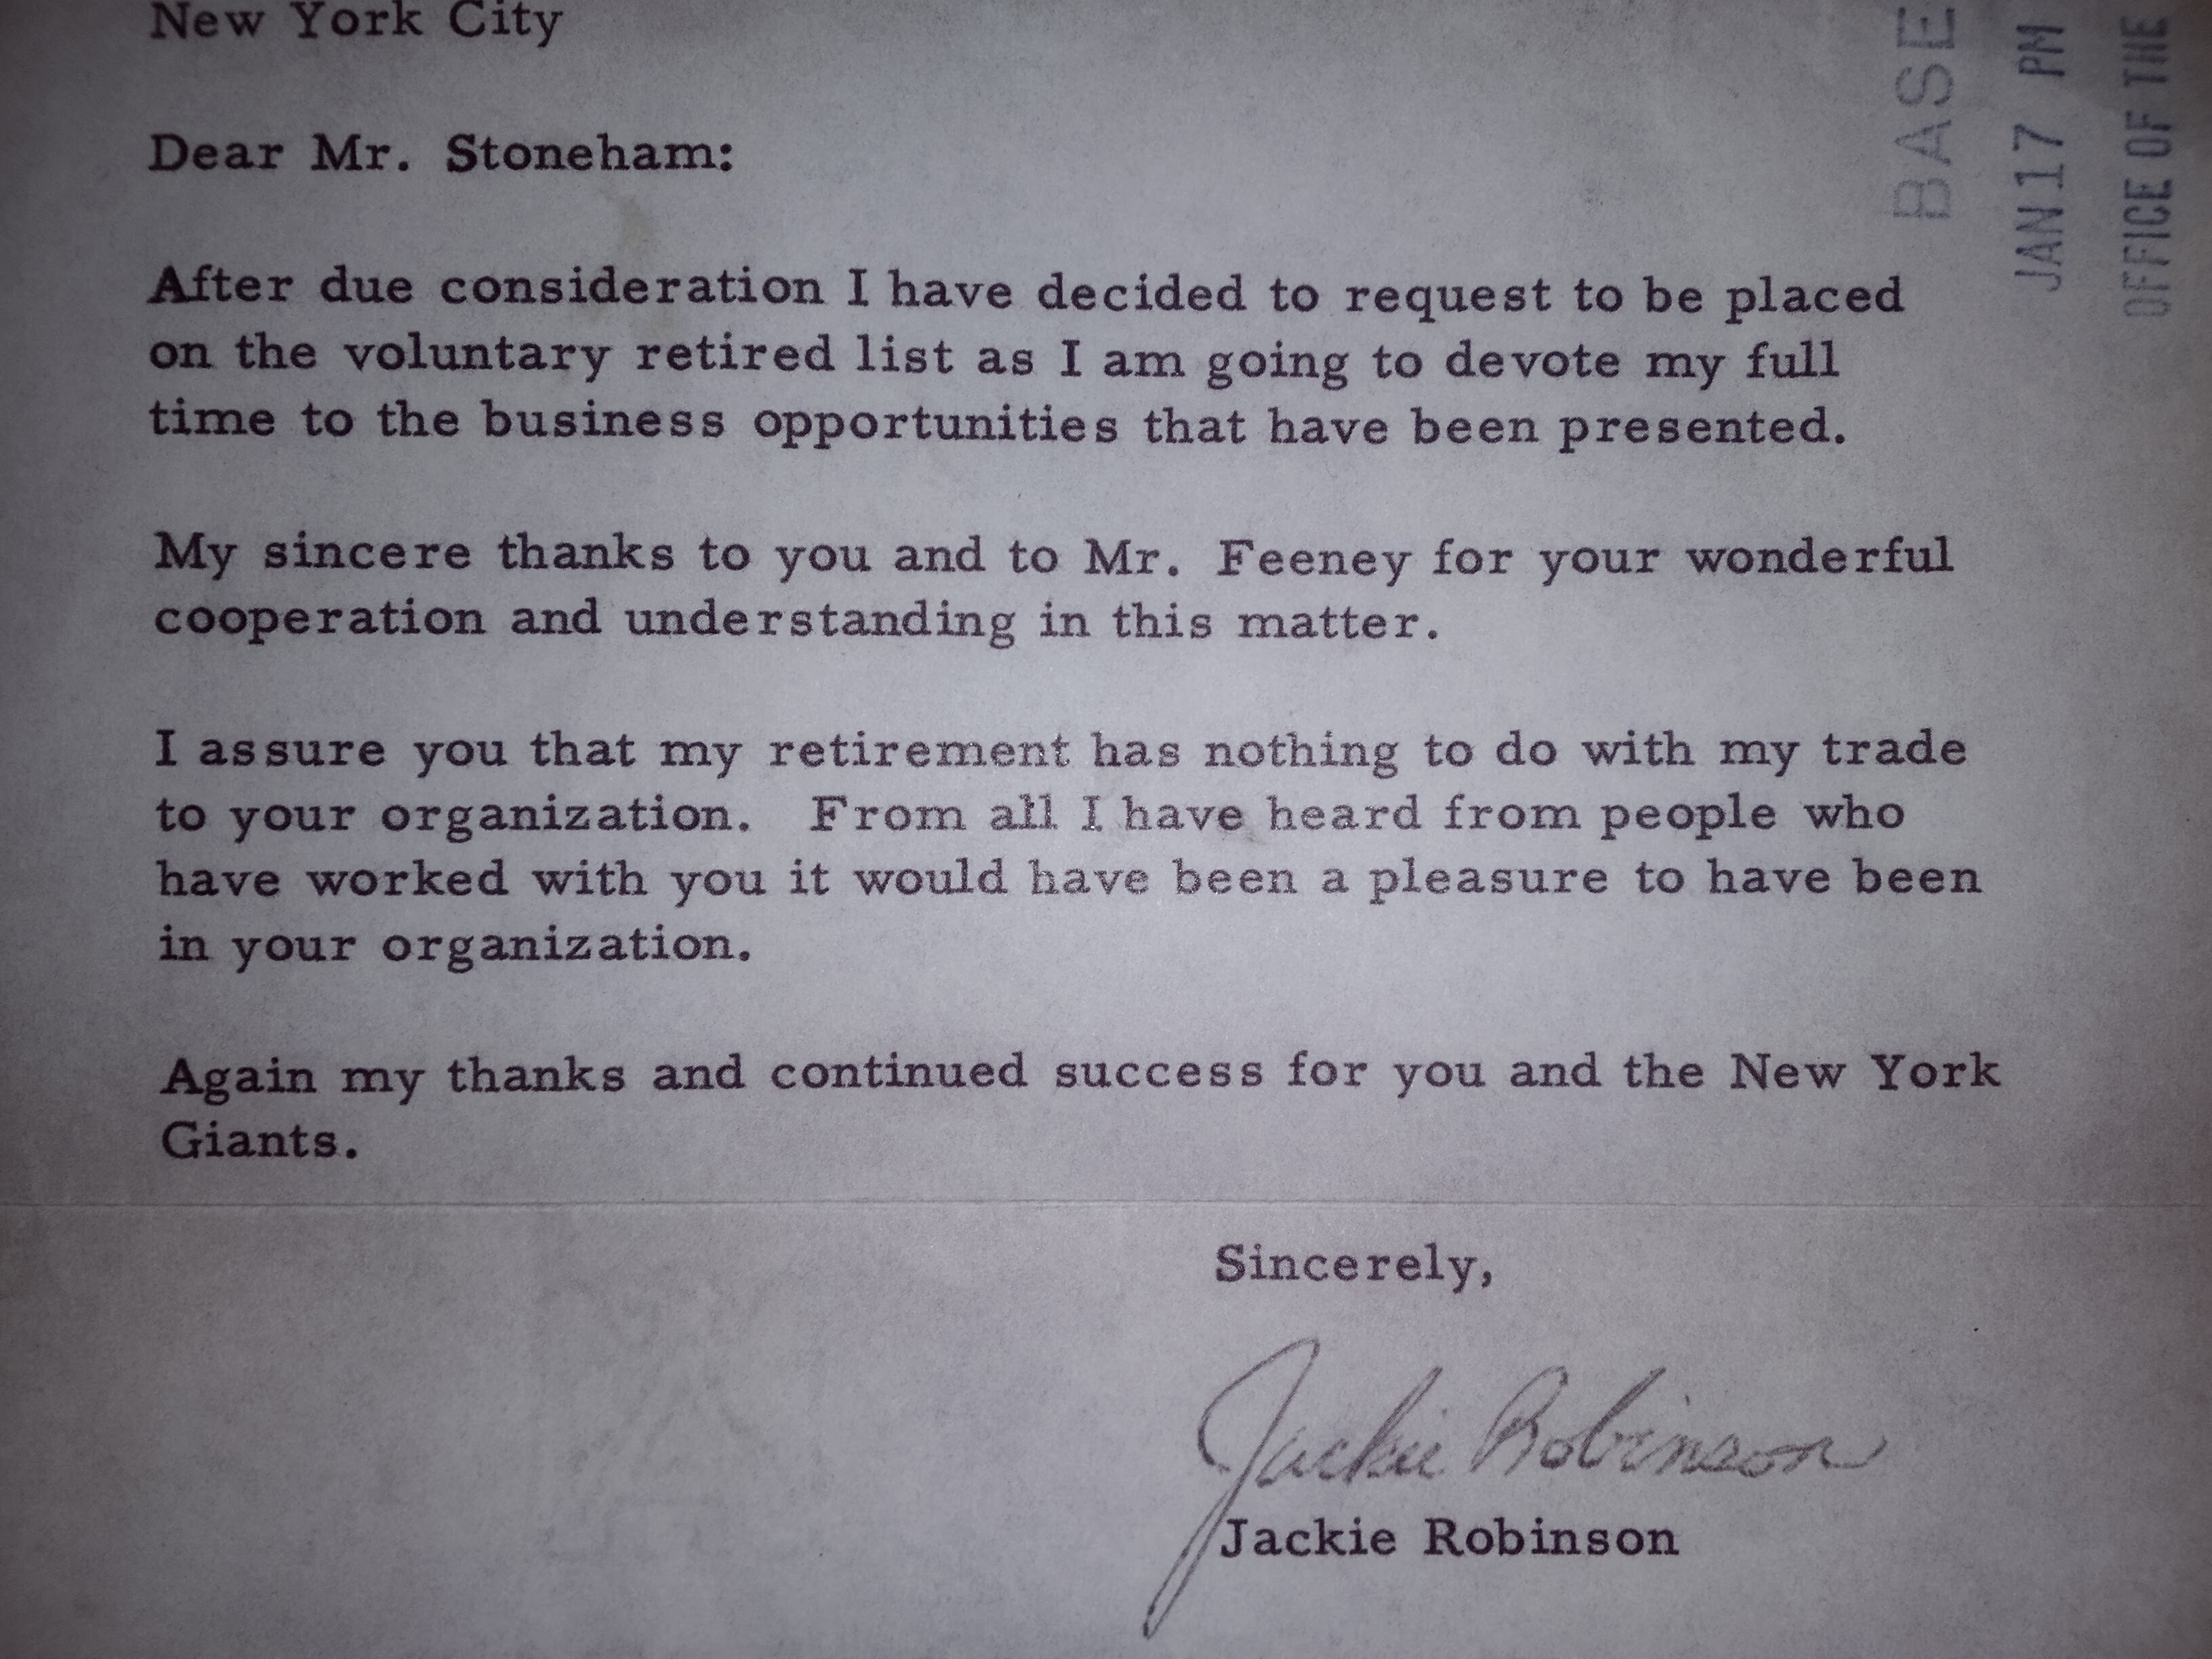 New York City
Dear Mr. Stoneham:
After due consideration I have decided to request to be placed
on the voluntary retired list as I am going to devote my full
time to the business opportunities that have been presented.
My sincere thanks to you and to Mr. Feeney for your wonderful
cooperation and understanding in this matter.
I assure you that my retirement has nothing to do with my trade
to your organization.  From all I have heard from people who
have worked with you it would have been a pleasure to have been
in your organization.
Again my thanks and continued success for you and the New York
Giants.
Sincerely,
Jackie Robinson
Jackie Robinson
BASE
JAN 17 PM
OFFICE OF THE